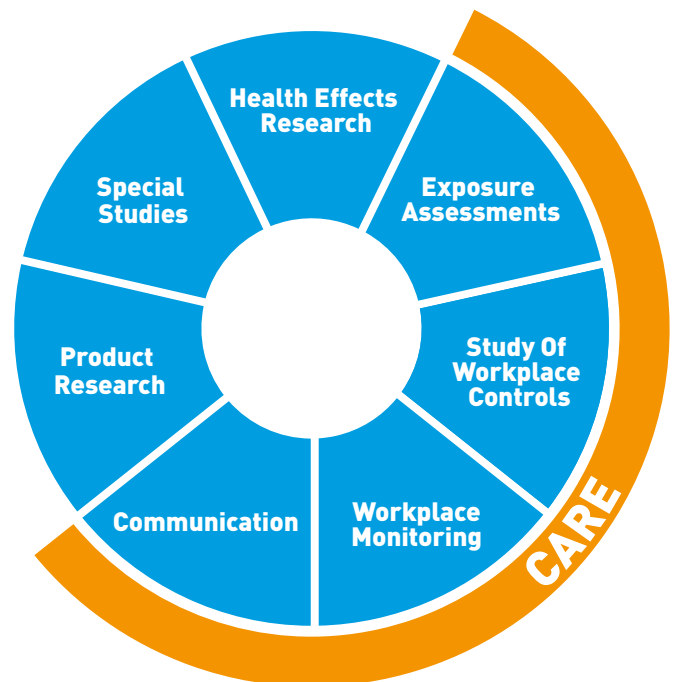 Health Effects
Research
Exposure
Assessments
Study Of
Workplace
Controls
Workplace
Monitoring
Communication
Product
Research
Special
Studies
CARE